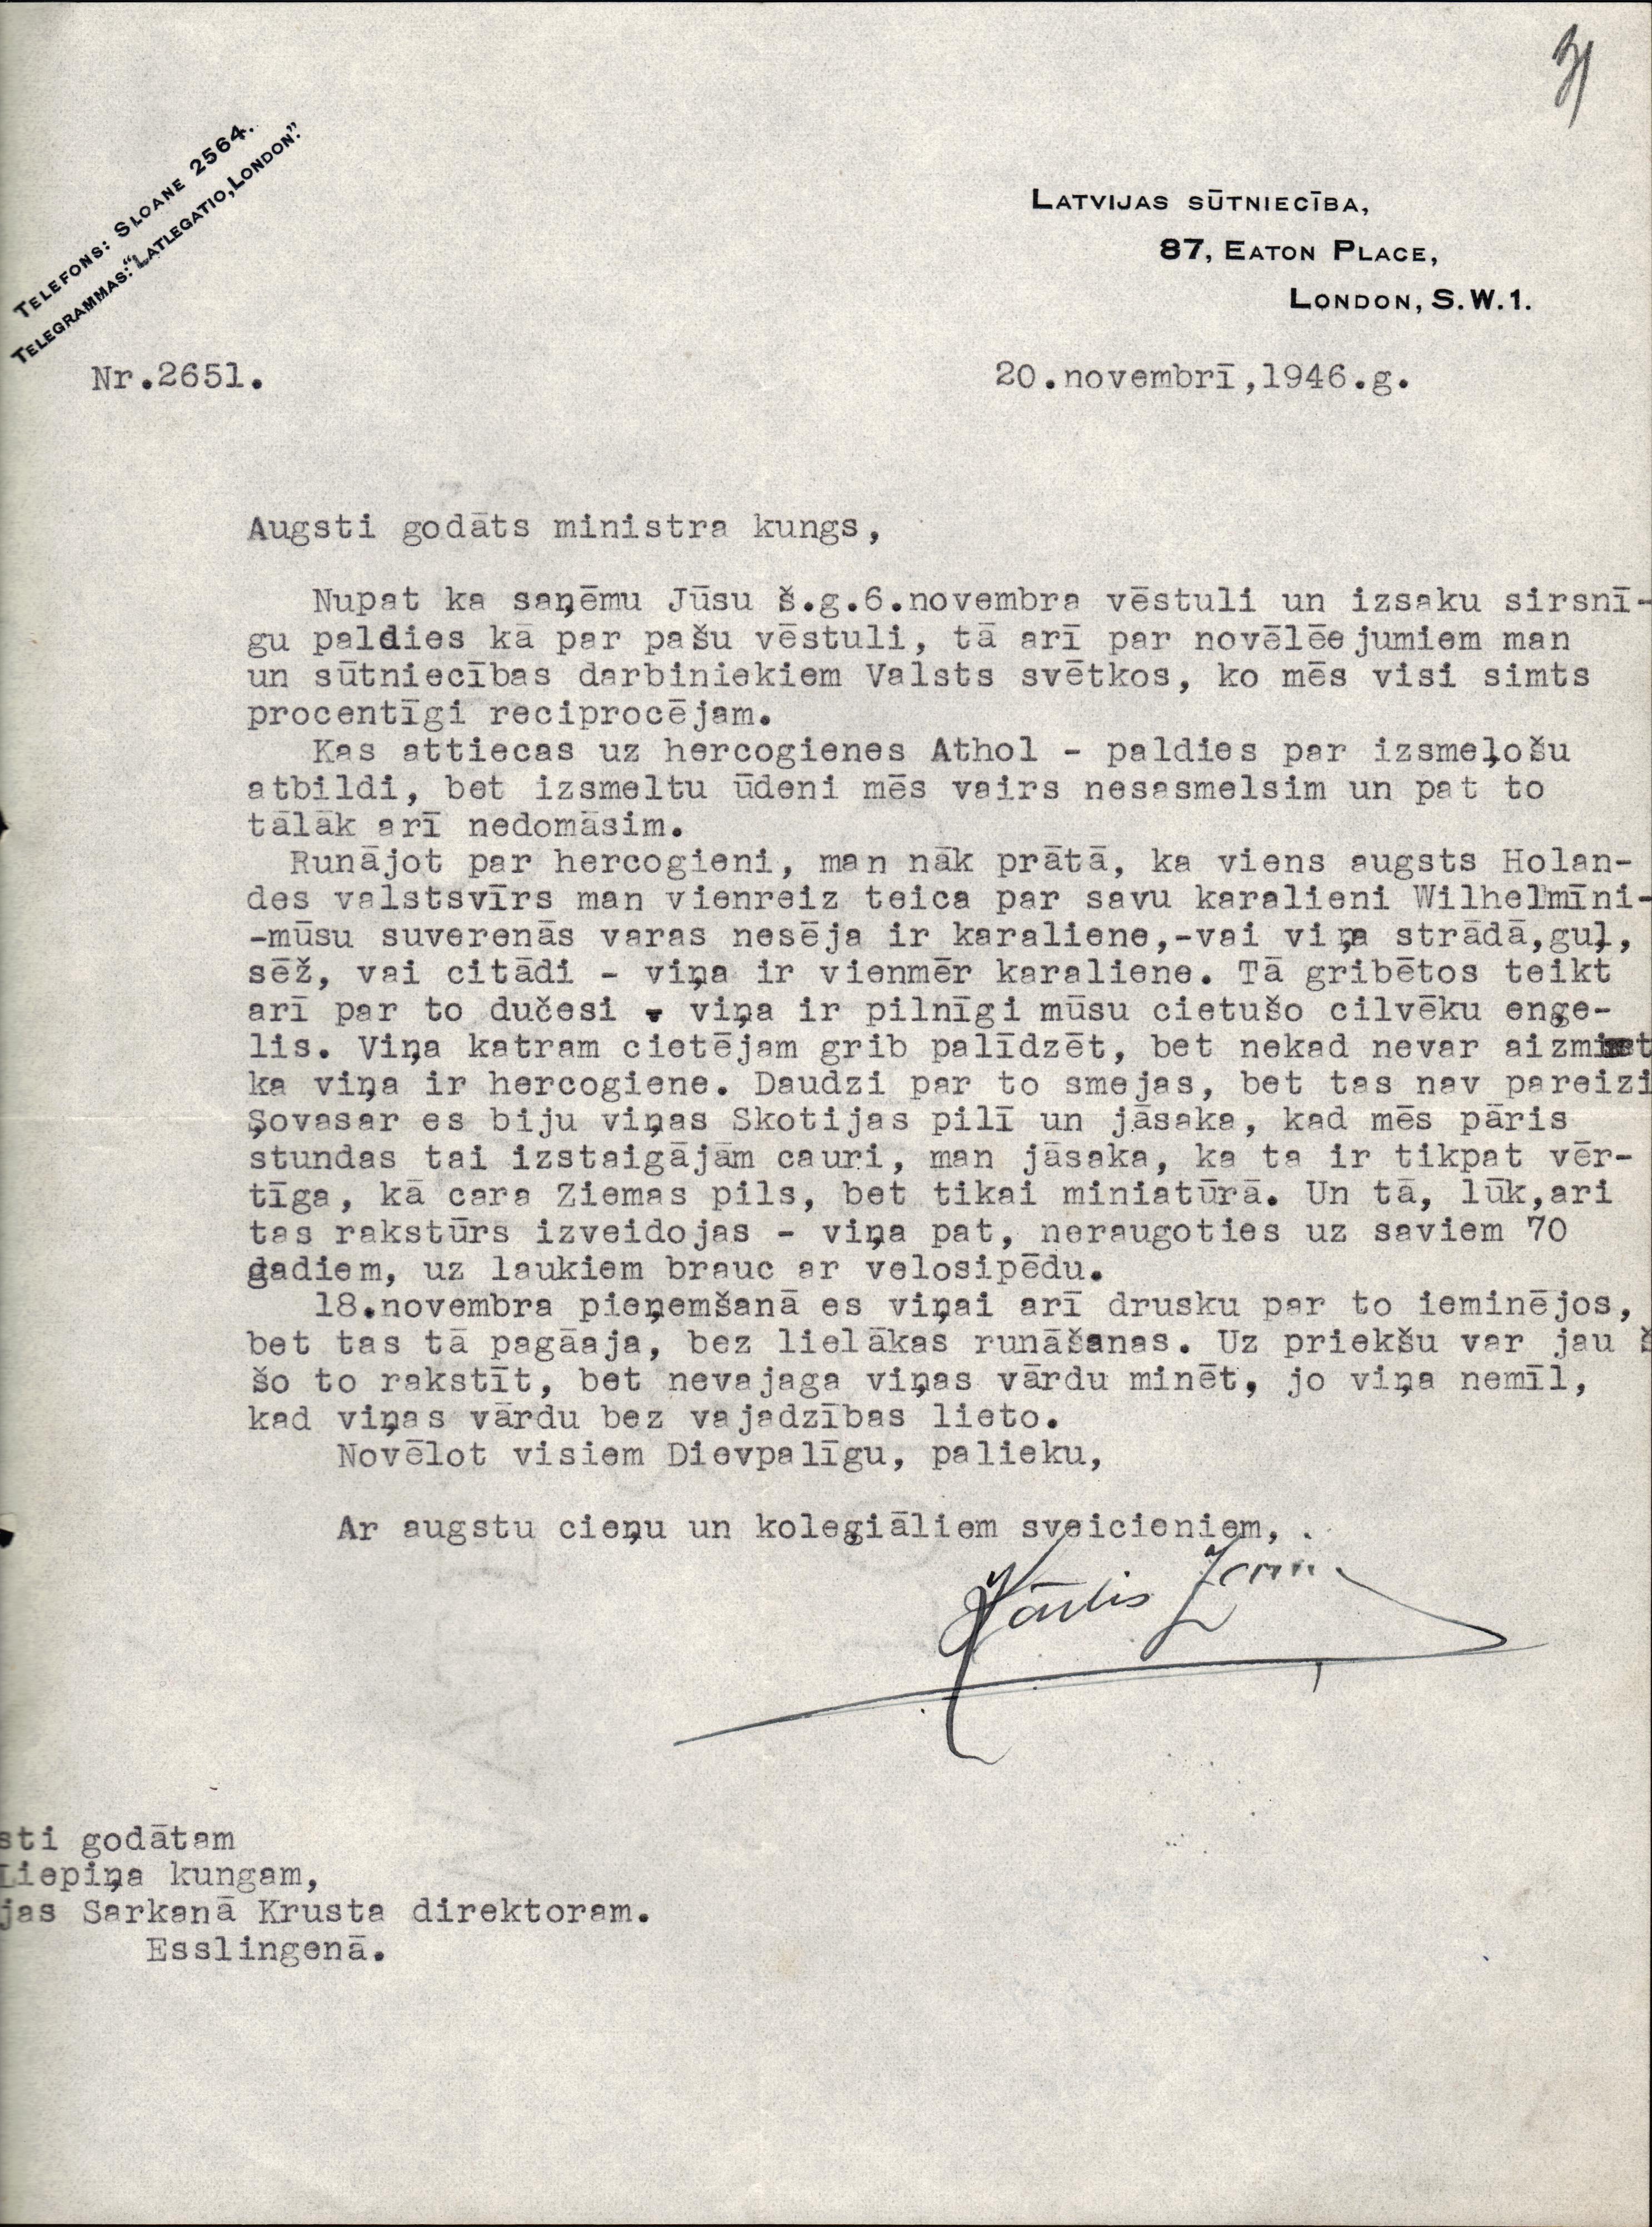 31
TELEFONS: SLOANE 2564.
TELEGRAMMAS: "LATLEGATIO, LONDON".
LATVIJAS SŪTNIECĪBA,
87, EATON PLACE,
LONDON, S.W.1.
Nr.2651.
20.novembrī,1946.g.
Augsti godāts ministra kungs,
Nupat ka saņēmu Jūsu š.g.6.novembra vēstuli un izsaku sirsnī-
gu paldies kā par pašu vēstuli, tā arī par novēlēejumiem man
un sūtniecības darbiniekiem Valsts svētkos, ko mēs visi simts
procentīgi reciprocējam.
Kas attiecas uz hercogienes Athol - paldies par izsmeļošu
atbildi, bet izsmeltu ūdeni mēs vairs nesasmelsim un pat to
tālāk arī nedomāsim.
Runājot par hercogieni, man nāk prātā, ka viens augsts Holan-
des valstsvīrs man vienreiz teica par savu karalieni Wilhelmīni-
-mūsu suverenās varas nesēja ir karaliene,-vai viņa strādā,guļ,
sēž, vai citādi - viņa ir vienmēr karaliene. Tā gribētos teikt
arī par to dučesi - viņa ir pilnīgi mūsu cietušo cilvēku enģe-
lis. Viņa katram cietējam grib palīdzēt, bet nekad nevar aizmirst
ka viņa ir hercogiene. Daudzi par to smejas, bet tas nav pareizi
Šovasar es biju viņas Skotijas pilī un jāsaka, kad mēs pāris
stundas tai izstaigājām cauri, man jāsaka, ka ta ir tikpat vēr-
tīga, kā cara Ziemas pils, bet tikai miniatūrā. Un tā, lūk,ari
tas rakstūrs izveidojas - viņa pat, neraugoties uz saviem 70
gadiem, uz laukiem brauc ar velosipēdu.
18.novembra pieņemšanā es viņai arī drusku par to ieminējos,
bet tas tā pagāaja, bez lielākas runāšanas. Uz priekšu var jau š
šo to rakstīt, bet nevajaga viņas vārdu minēt, jo viņa nemīl,
kad viņas vārdu bez vajadzības lieto.
Novēlot visiem Dievpalīgu, palieku,
Ar augstu cieņu un koleģiāliem sveicieniem,
Kārlis Zariņ
sti godātam
Liepiņa kungam,
jas Sarkanā Krusta direktoram.
Esslingenā.